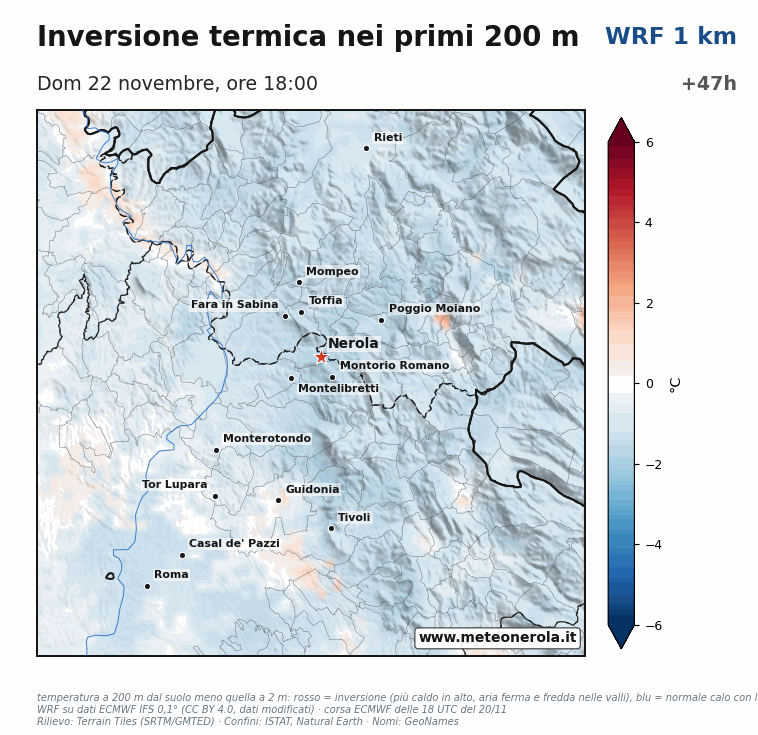 Inversione termica nei primi 200 m
WRF 1 km
Dom 22 novembre, ore 18:00
+47h
Rieti
Mompeo
Toffia
Fara in Sabina
Poggio Moiano
Nerola
Montorio Romano
Montelibretti
Monterotondo
Tor Lupara
Guidonia
Tivoli
Casal de' Pazzi
Roma
www.meteonerola.it
6
4
2
0
−2
−4
−6
°C
temperatura a 200 m dal suolo meno quella a 2 m: rosso = inversione (più caldo in alto, aria ferma e fredda nelle valli), blu = normale calo con
WRF su dati ECMWF IFS 0,1° (CC BY 4.0, dati modificati) · corsa ECMWF delle 18 UTC del 20/11
Rilievo: Terrain Tiles (SRTM/GMTED) · Confini: ISTAT, Natural Earth · Nomi: GeoNames